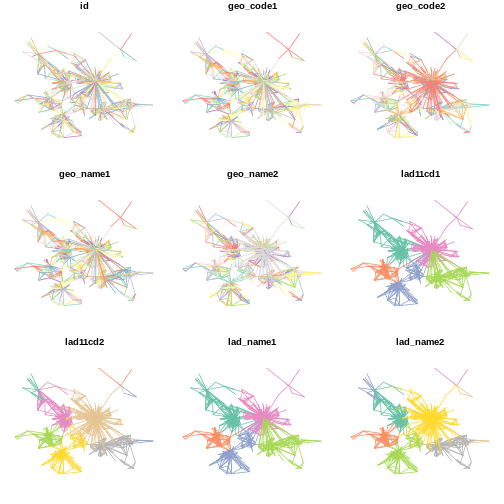 id
geo_code1
geo_code2
geo_name1
geo_name2
lad11cd1
lad11cd2
lad_name1
lad_name2